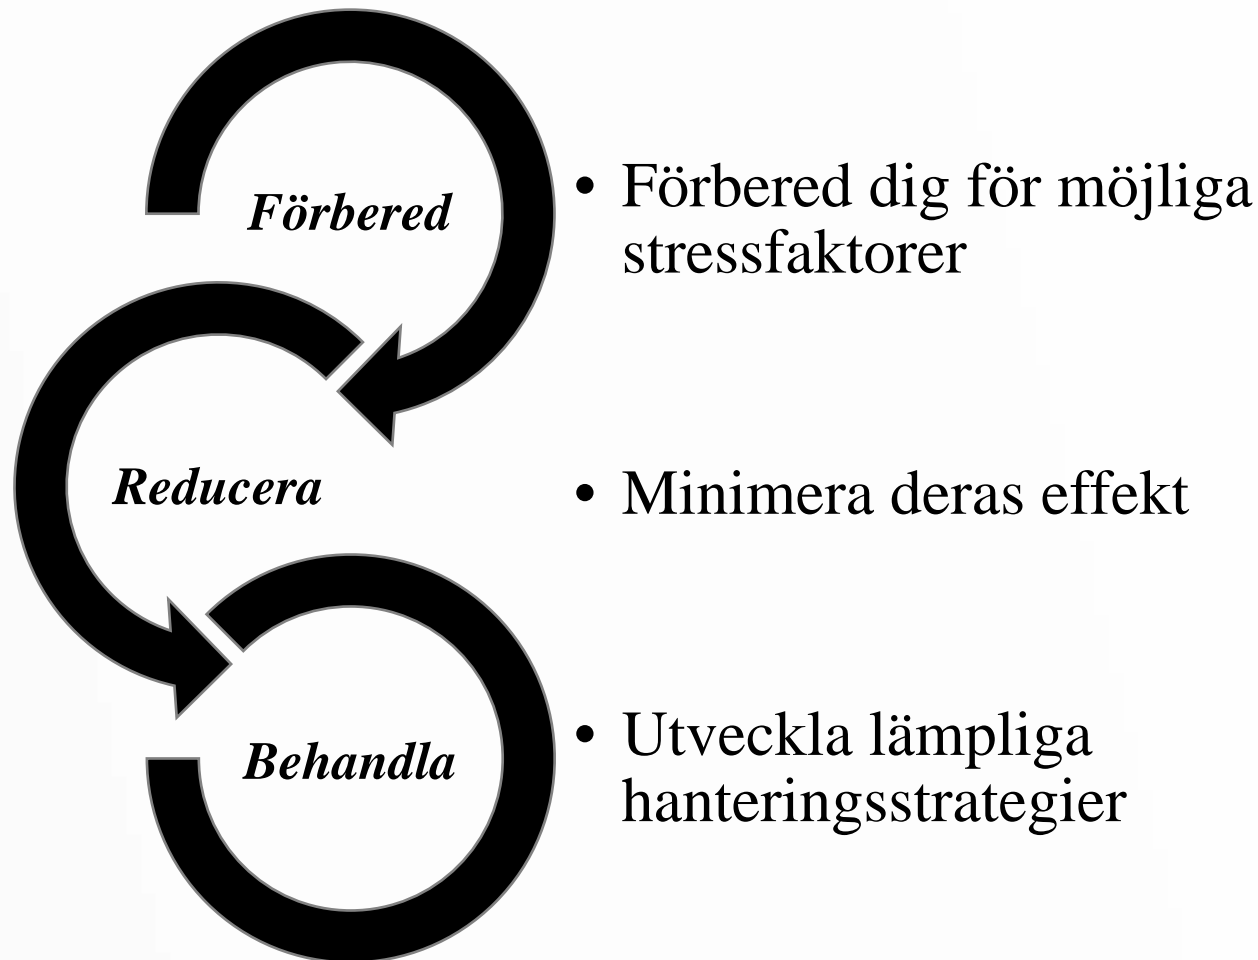 Förbered
• Förbered dig för möjliga
stressfaktorer
Reducera
• Minimera deras effekt
Behandla
• Utveckla lämpliga
hanteringsstrategier